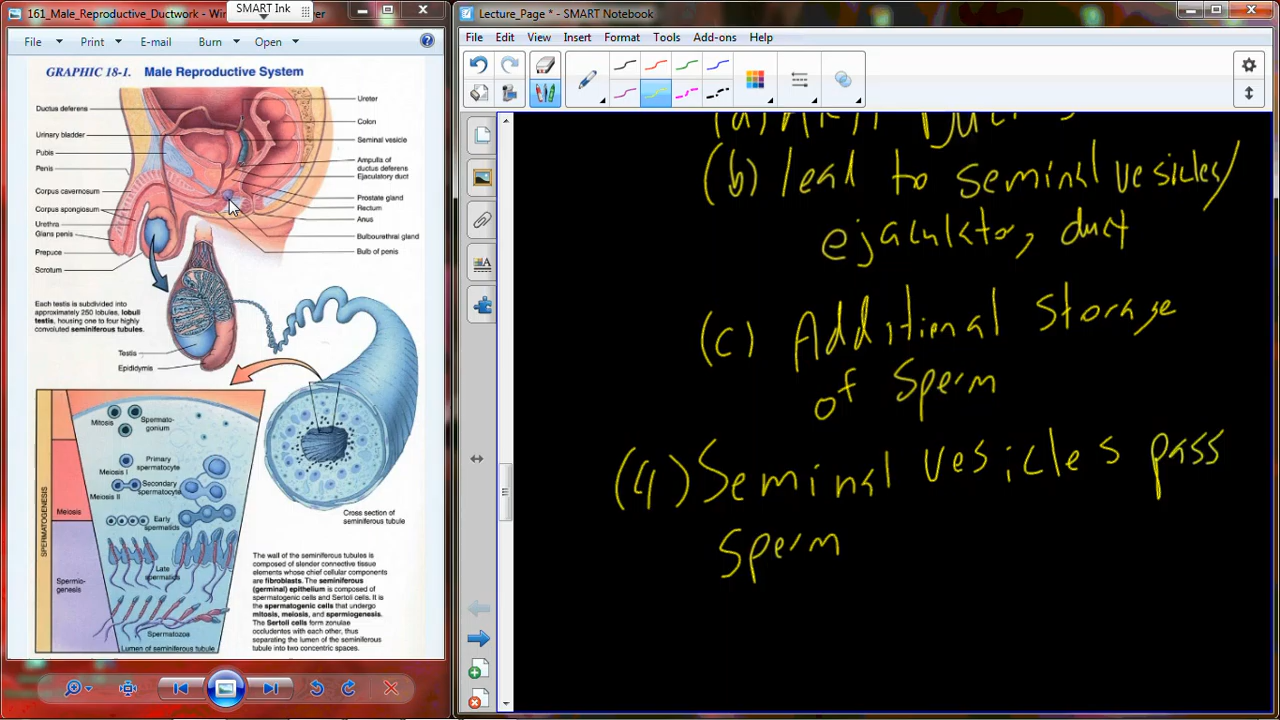 161_Male_Reproductive_Ductwork - Win
SMART Ink
er
File Print E-mail Burn Open
GRAPHIC 18-1. Male Reproductive System
Ductus deferens
Urinary bladder
Pubis
Penis
Corpus cavernosum
Corpus spongiosum
Urethra
Glans penis
Prepuce
Scrotum
Ureter
Colon
Seminal vesicle
Ampulla of
ductus deferens
Ejaculatory duct
Prostate gland
Rectum
Anus
Bulbourethral gland
Bulb of penis
Each testis is subdivided into
approximately 250 lobules, lobuli
testis, housing one to four highly
convoluted seminiferous tubules.
Testis
Epididymis
SPERMATOGENESIS
Mitosis
Spermato-
gonium
Meiosis I
Primary
spermatocyte
Meiosis II
Secondary
spermatocyte
Meiosis
Early
spermatids
Spermio-
genesis
Late
spermatids
Spermatozoa
Lumen of seminiferous tubule
Cross section of
seminiferous tubule
The wall of the seminiferous tubules is
composed of slender connective tissue
elements whose chief cellular components
are fibroblasts. The seminiferous
(germinal) epithelium is composed of
spermatogenic cells and Sertoli cells. It is
the spermatogenic cells that undergo
mitosis, meiosis, and spermiogenesis.
The Sertoli cells form zonulae
occludentes with each other, thus
separating the lumen of the seminiferous
tubule into two concentric spaces.
Lecture_Page * - SMART Notebook
File Edit View Insert Format Tools Add-ons Help
(b) lead to seminal vesicles/
ejaculator, duct
(c) Additional storage
of sperm
(4) Seminal vesicles pass
sperm